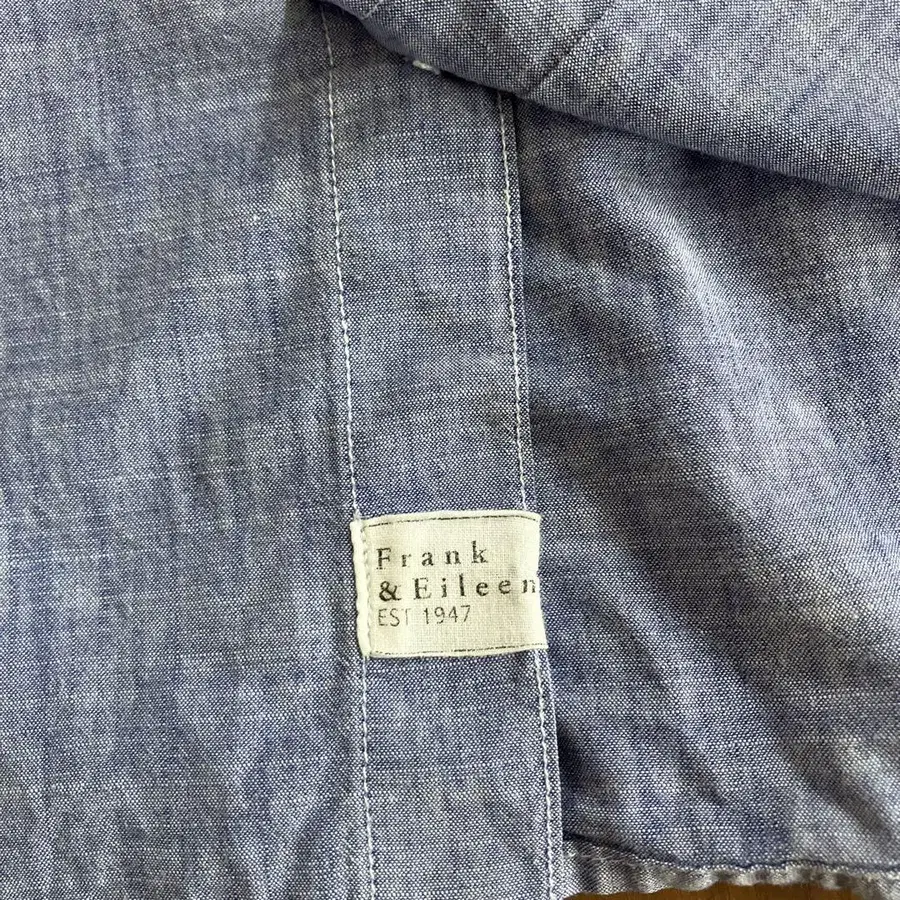 Frank
& Eileen
EST 1947